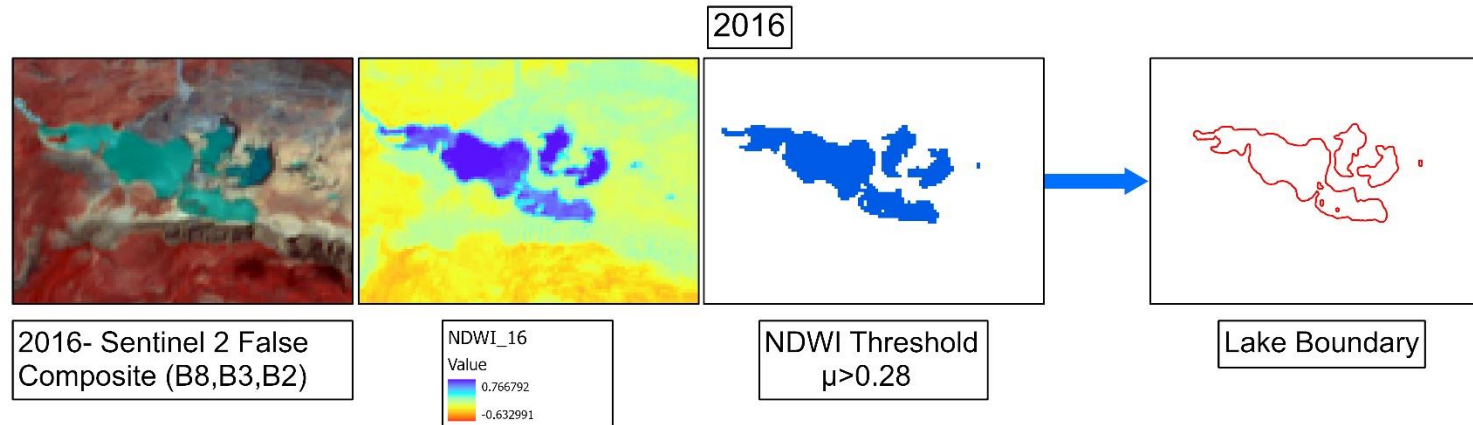 2016
2016- Sentinel 2 False
Composite (B8,B3,B2)
NDWI_16
Value
0.766792
-0.632991
NDWI Threshold
µ>0.28
Lake Boundary